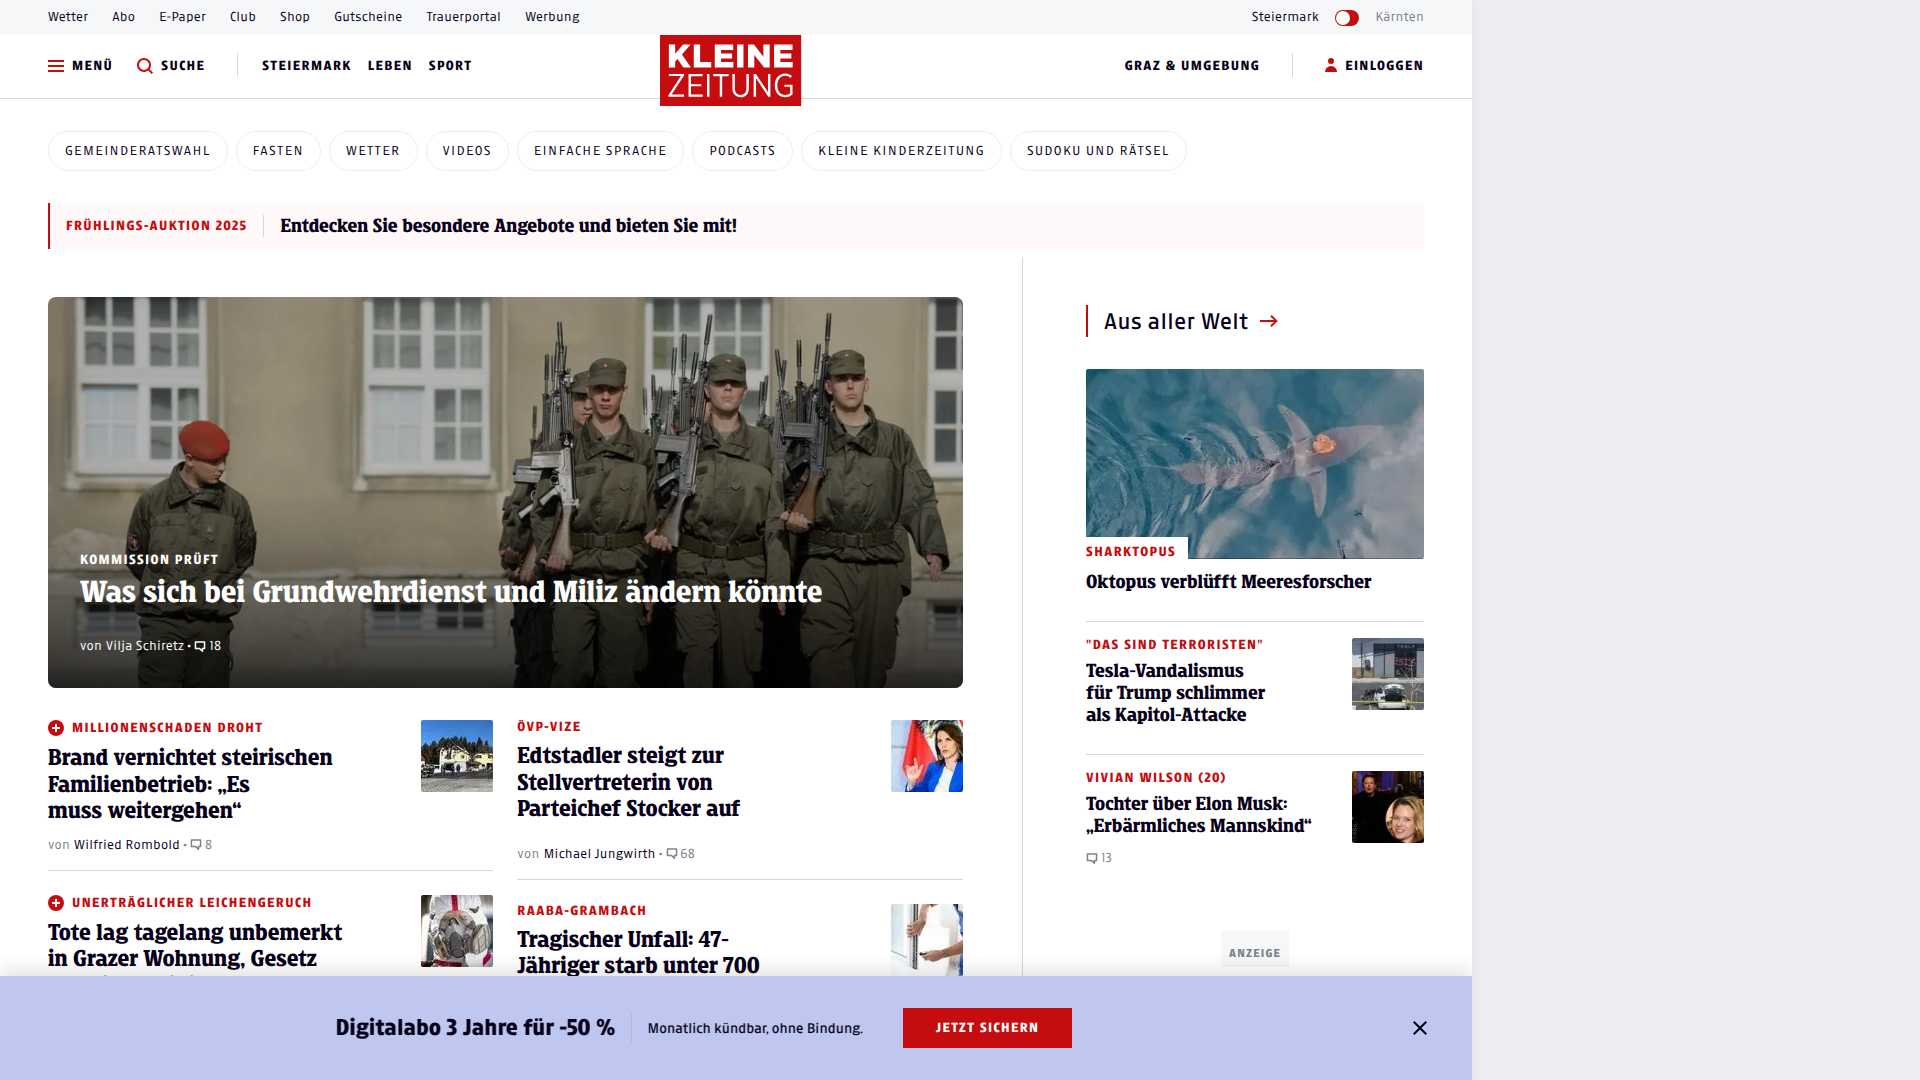 Wetter Abo E-Paper Club Shop Gutscheine Trauerportal Werbung Steiermark Kärnten
MENÜ SUCHE STEIERMARK LEBEN SPORT KLEINE ZEITUNG GRAZ & UMGEBUNG EINLOGGEN
GEMEINDERATSWAHL FASTEN WETTER VIDEOS EINFACHE SPRACHE PODCASTS KLEINE KINDERZEITUNG SUDOKU UND RÄTSEL
FRÜHLINGS-AUKTION 2025 Entdecken Sie besondere Angebote und bieten Sie mit!
KOMMISSION PRÜFT
Was sich bei Grundwehrdienst und Miliz ändern könnte
von Vilja Schiretz • 18
MILLIONENSCHADEN DROHT
Brand vernichtet steirischen
Familienbetrieb: „Es
muss weitergehen“
von Wilfried Rombold • 8
UNERTRÄGLICHER LEICHENGERUCH
Tote lag tagelang unbemerkt
in Grazer Wohnung, Gesetz
ÖVP-VIZE
Edtstadler steigt zur
Stellvertreterin von
Parteichef Stocker auf
von Michael Jungwirth • 68
RAABA-GRAMBACH
Tragischer Unfall: 47-
Jähriger starb unter 700
Aus aller Welt
SHARKTOPUS
Oktopus verblüfft Meeresforscher
"DAS SIND TERRORISTEN"
Tesla-Vandalismus
für Trump schlimmer
als Kapitol-Attacke
VIVIAN WILSON (20)
Tochter über Elon Musk:
„Erbärmliches Mannskind“
13
ANZEIGE
Digitalabo 3 Jahre für -50 % Monatlich kündbar, ohne Bindung. JETZT SICHERN